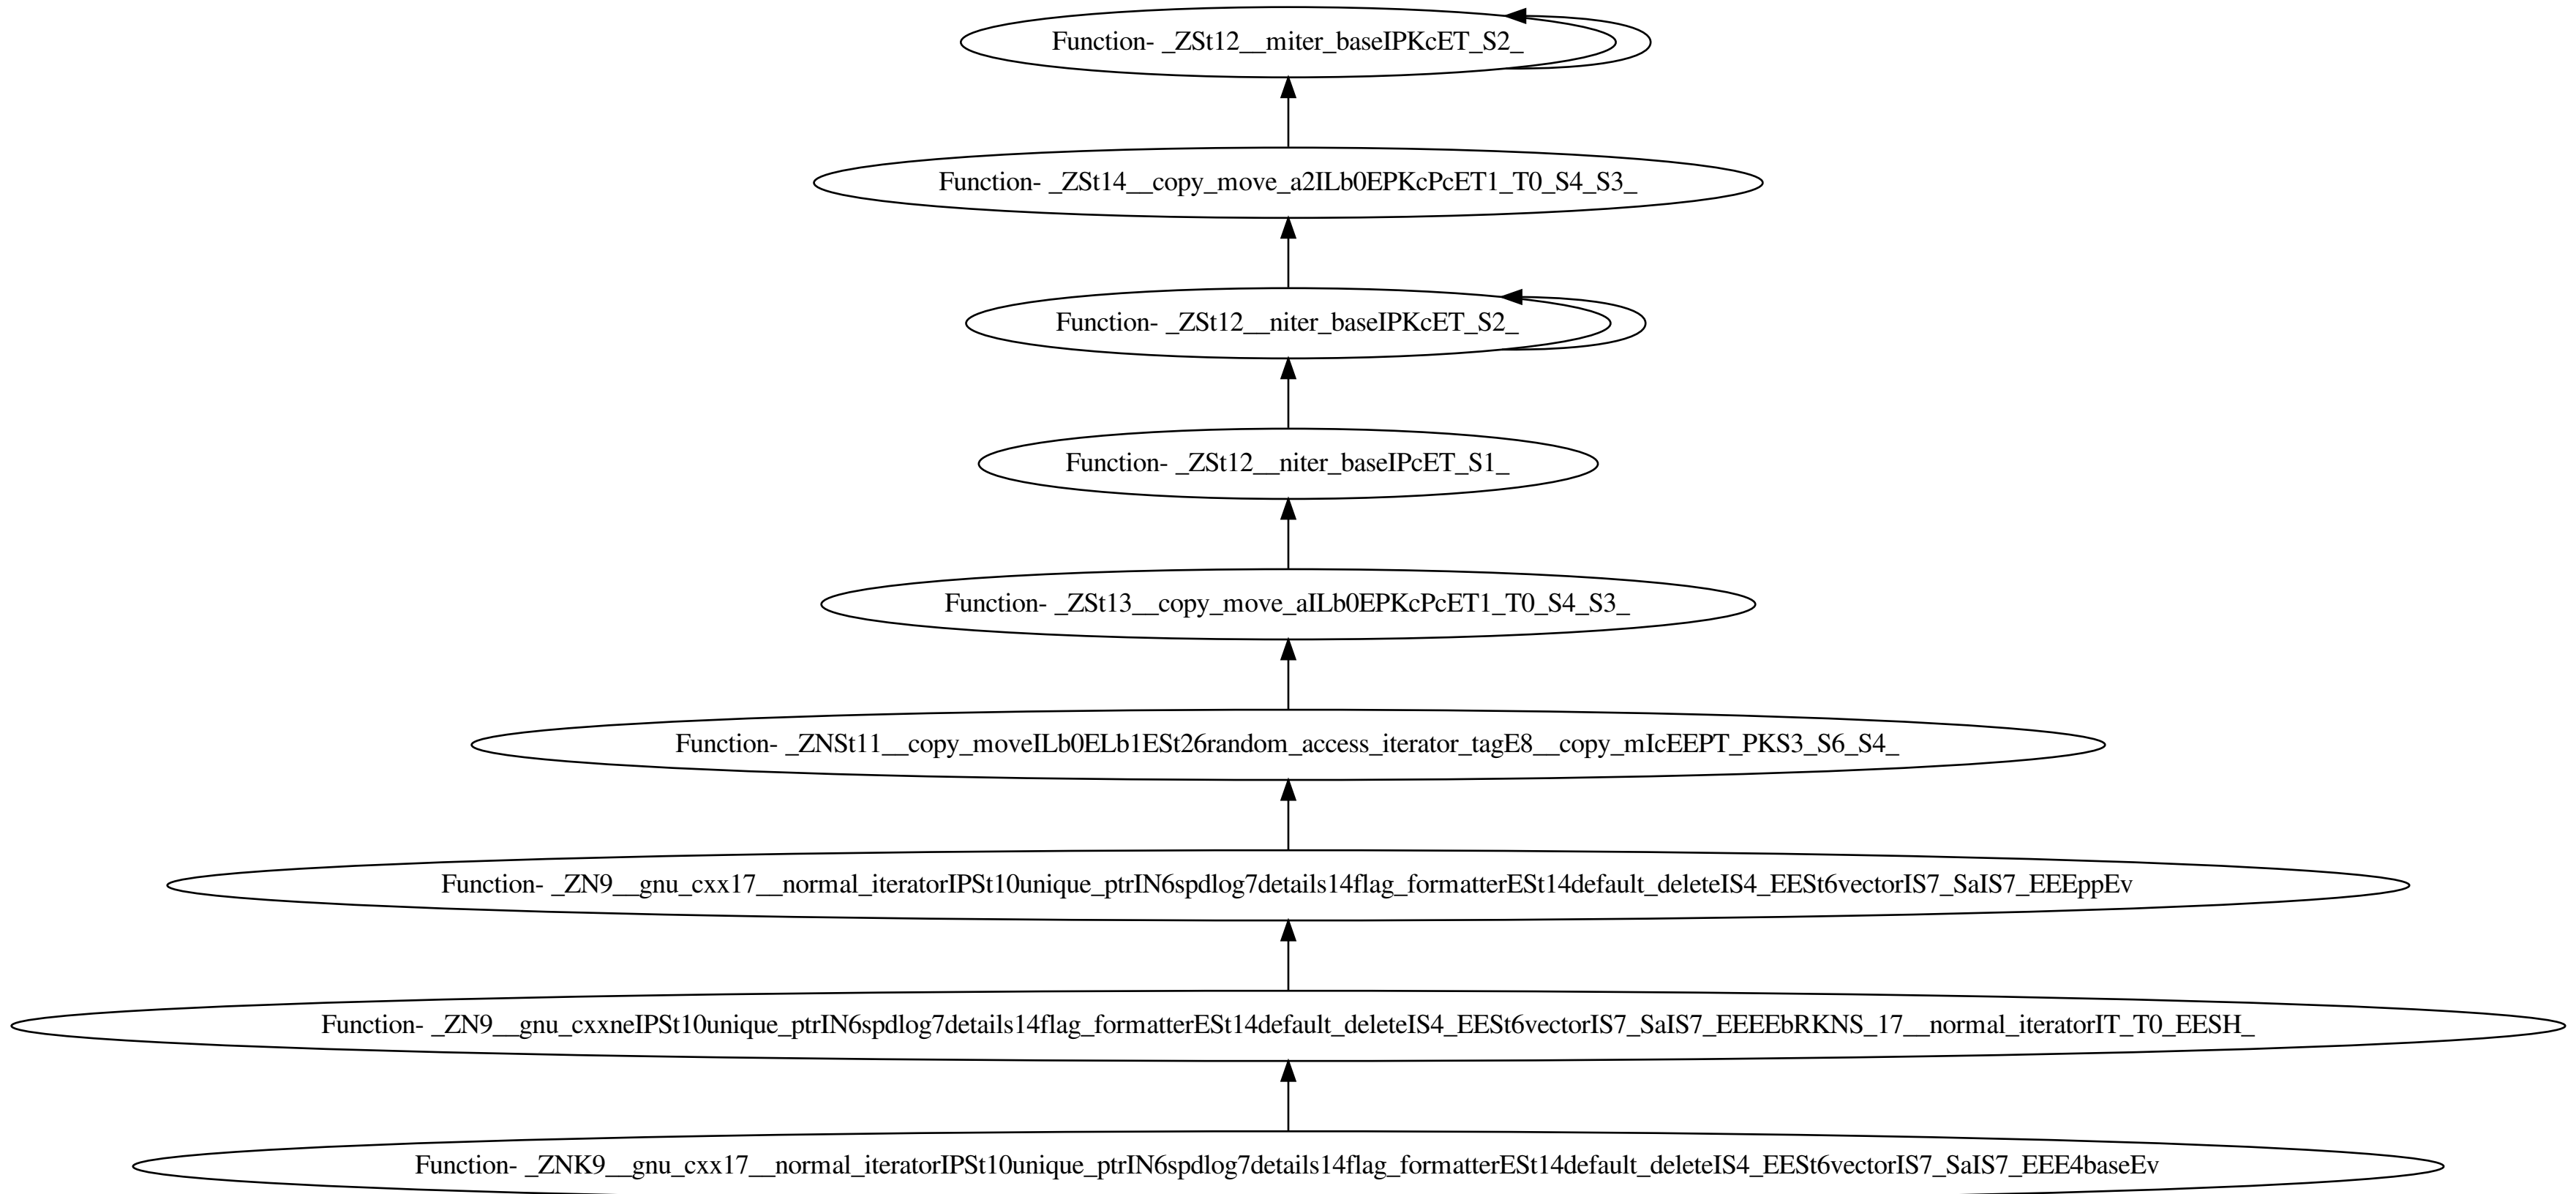 Function- _ZSt12__miter_baseIPKcET_S2_
Function- _ZSt14__copy_move_a2ILb0EPKcPcET1_T0_S4_S3_
Function- _ZSt12__niter_baseIPKcET_S2_
Function- _ZSt12__niter_baseIPcET_S1_
Function- _ZSt13__copy_move_aILb0EPKcPcET1_T0_S4_S3_
Function- _ZNSt11__copy_moveILb0ELb1ESt26random_access_iterator_tagE8__copy_mIcEEPT_PKS3_S6_S4_
Function- _ZN9__gnu_cxx17__normal_iteratorIPSt10unique_ptrIN6spdlog7details14flag_formatterESt14default_deleteIS4_EESt6vectorIS7_SaIS7_EEEppEv
Function- _ZN9__gnu_cxxneIPSt10unique_ptrIN6spdlog7details14flag_formatterESt14default_deleteIS4_EESt6vectorIS7_SaIS7_EEEEbRKNS_17__normal_iteratorIT_T0_EESH_
Function- _ZNK9__gnu_cxx17__normal_iteratorIPSt10unique_ptrIN6spdlog7details14flag_formatterESt14default_deleteIS4_EESt6vectorIS7_SaIS7_EEE4baseEv